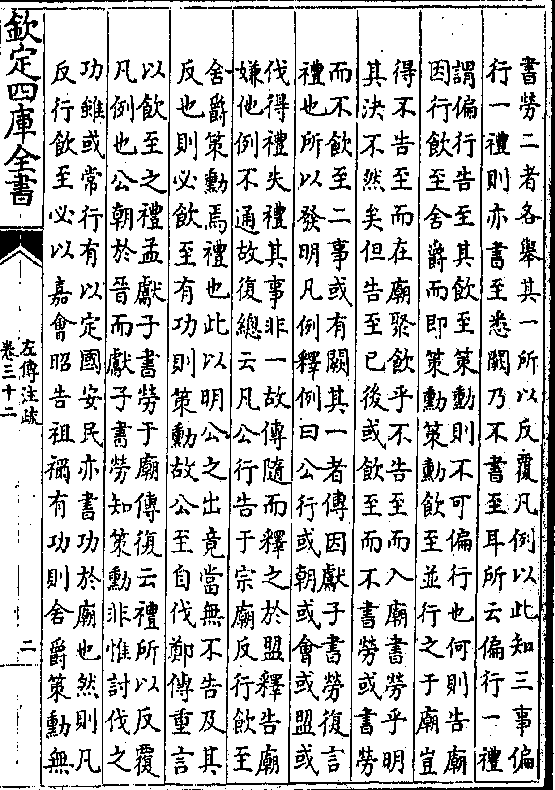 書勞二者各舉其一所以反覆凡例以此知三事偏
行一禮則亦書至悉闕乃不書至耳所云偏行一禮
謂偏行告至其飲至策勳則不可偏行也何則告廟
因行飲至舍爵而即策勳策勳飲至並行之于廟豈
得不告至而在廟聚飲乎不告至而入廟書勞乎明
其決不然矣但告至已後或飲至而不書勞或書勞
而不飲至二事或有闕其一者傳因獻子書勞復言
禮也所以發明凡例釋例曰公行或朝或會或盟或
伐得禮失禮其事非一故傳隨而釋之於盟釋告廟
嫌他例不通故復總云凡公行告于宗廟反行飲至
舍爵策勳焉禮也此以明公之出竟當無不告及其
反也則必飲至有功則策勳故公至自伐鄭傳重言
以飲至之禮孟獻子書勞于廟傳復云禮所以反覆
凡例也公朝於晉而獻子書勞知策勳非惟討伐之
功雖或常行有以定國安民亦書功於廟也然則凡
反行飲至必以嘉會昭告祖禰有功則舍爵策勳無
欽定四庫全書
左傳注疏
卷三十二
二